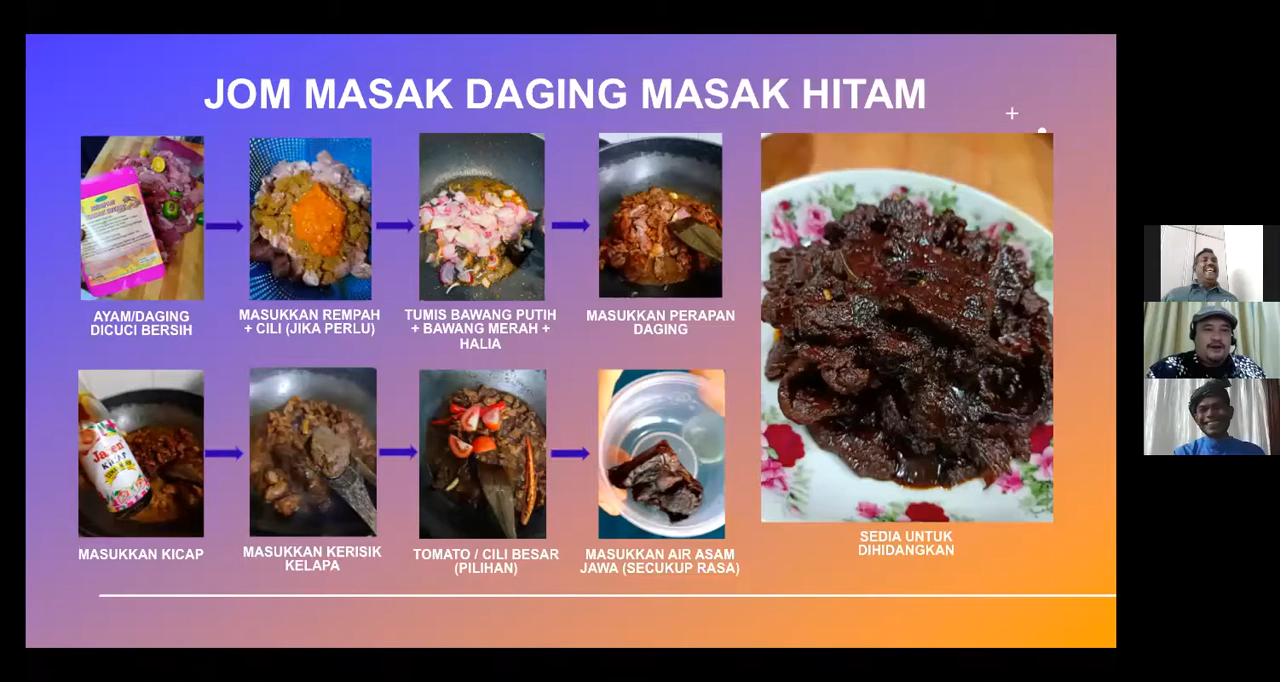 JOM MASAK DAGING MASAK HITAM
AYAM/DAGING
DICUCI BERSIH
MASUKKAN REMPAH
+ CILI (JIKA PERLU)
TUMIS BAWANG PUTIH
+ BAWANG MERAH +
HALIA
MASUKKAN PERAPAN
DAGING
Jalen
KICAP
MASUKKAN KICAP
MASUKKAN KERISIK
KELAPA
TOMATO / CILI BESAR
(PILIHAN)
MASUKKAN AIR ASAM
JAWA (SECUKUP RASA)
SEDIA UNTUK
DIHIDANGKAN